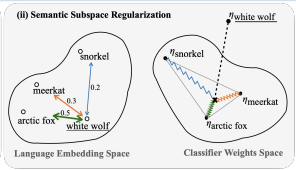 (ii) Semantic Subspace Regularization
snorkel
meerkat
0.2
0.3
arctic fox
0.5
white wolf
Language Embedding Space
ηwhite wolf
ηsnorkel
ηmeerkat
ηarctic fox
Classifier Weights Space